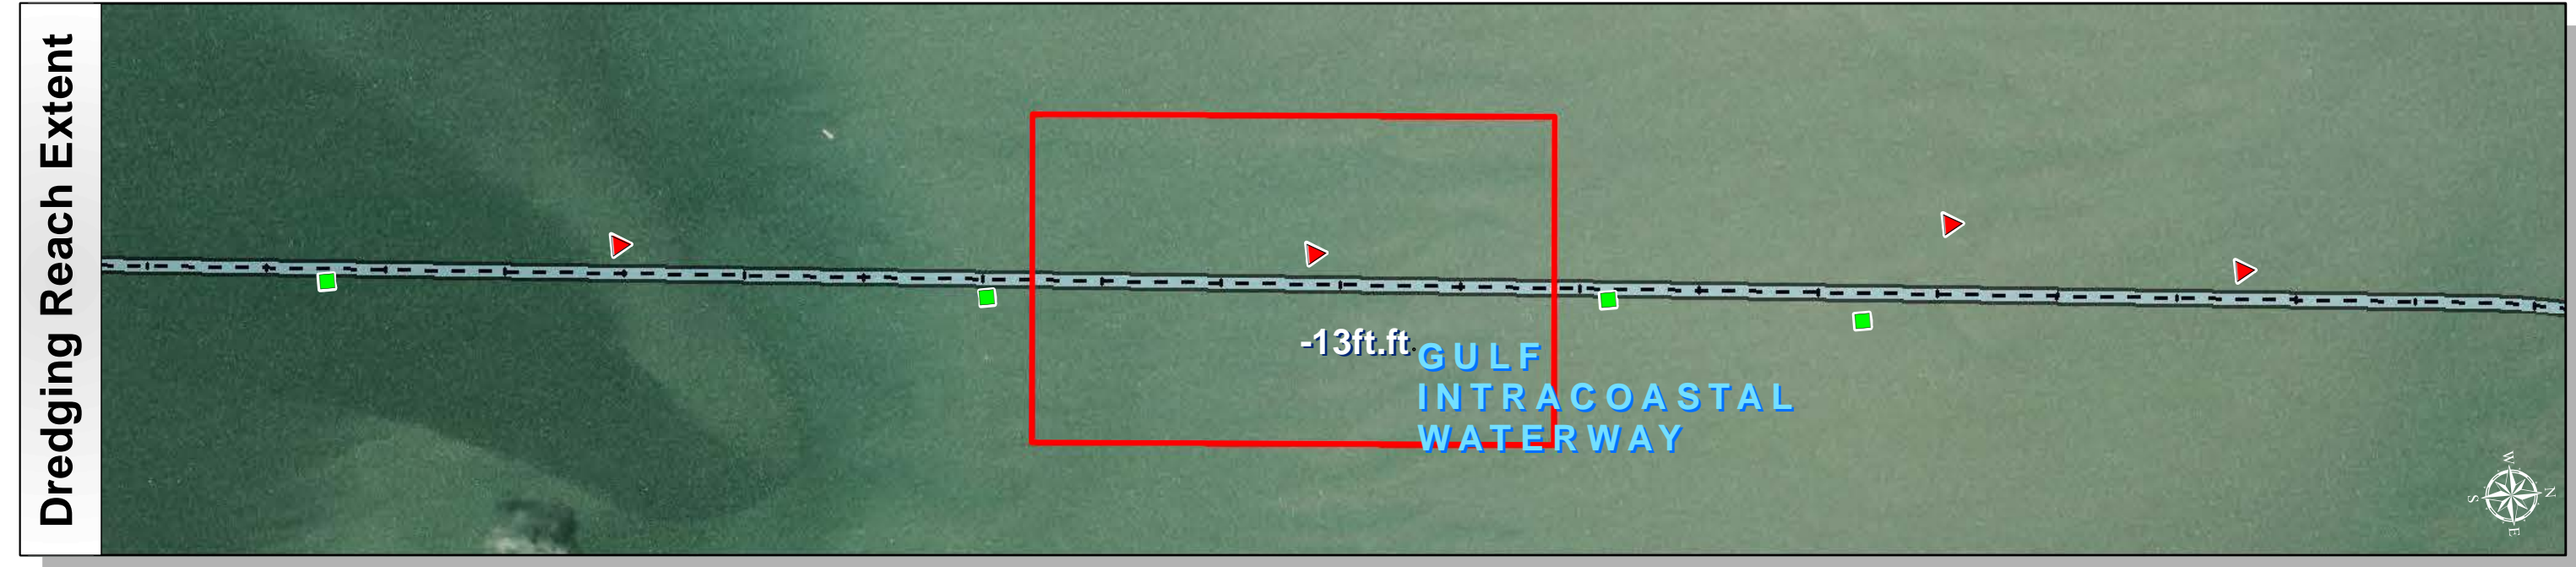 Dredging Reach Extent
-13ft.ft.
GULF
INTRACOASTAL
WATERWAY
W
S
N
E